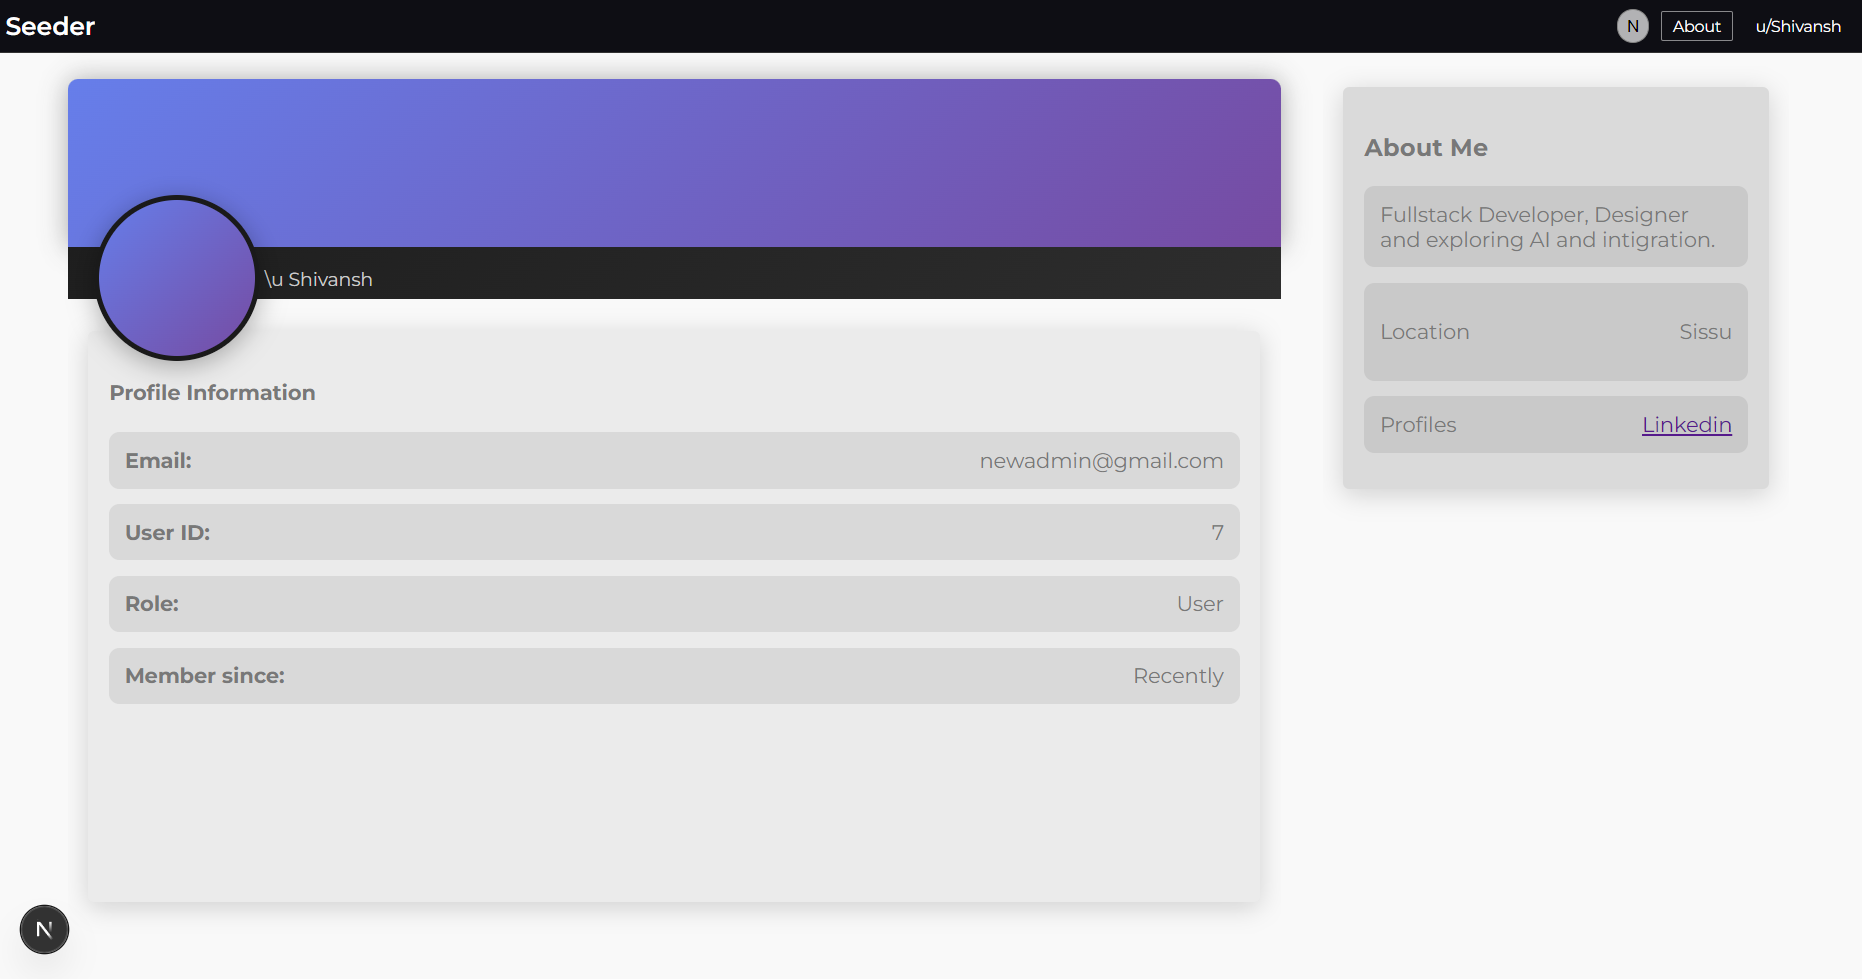 Seeder
N
About
u/Shivansh
\u Shivansh
Profile Information
Email:
newadmin@gmail.com
User ID:
7
Role:
User
Member since:
Recently
About Me
Fullstack Developer, Designer
and exploring AI and intigration.
Location
Sissu
Profiles
Linkedin
N